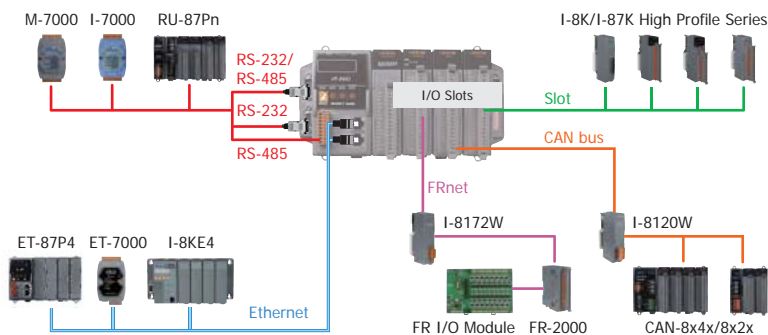 M-7000 I-7000 RU-87Pn
I-8K/I-87K High Profile Series
RS-232/
RS-485
RS-232
RS-485
I/O Slots
Slot
CAN bus
FRnet
I-8172W
I-8120W
ET-87P4 ET-7000 I-8KE4
Ethernet
FR I/O Module FR-2000
CAN-8x4x/8x2x